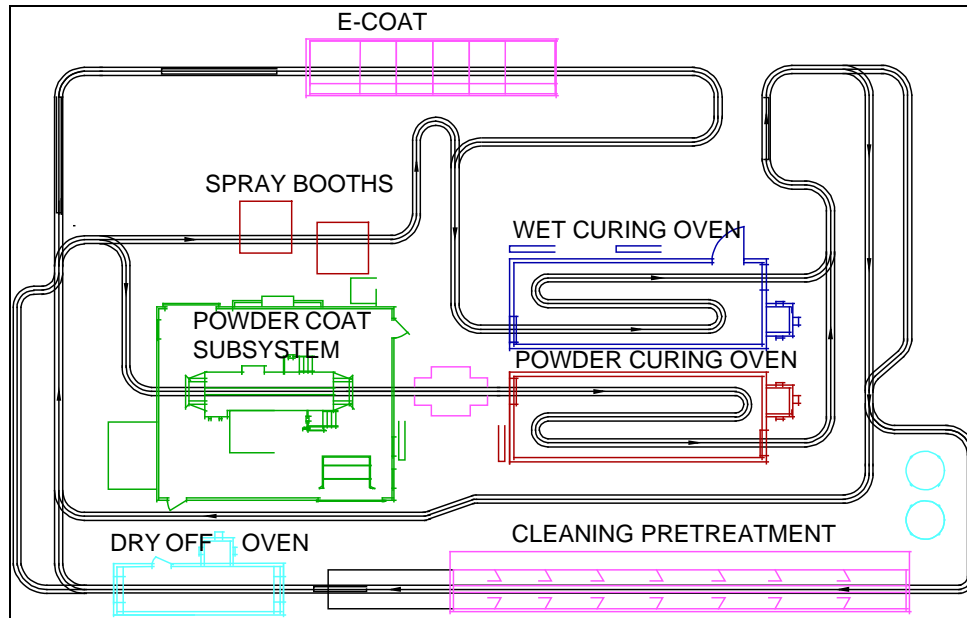 E-COAT
SPRAY BOOTHS
WET CURING OVEN
POWDER COAT
SUBSYSTEM
POWDER CURING OVEN
DRY OFF OVEN
CLEANING PRETREATMENT